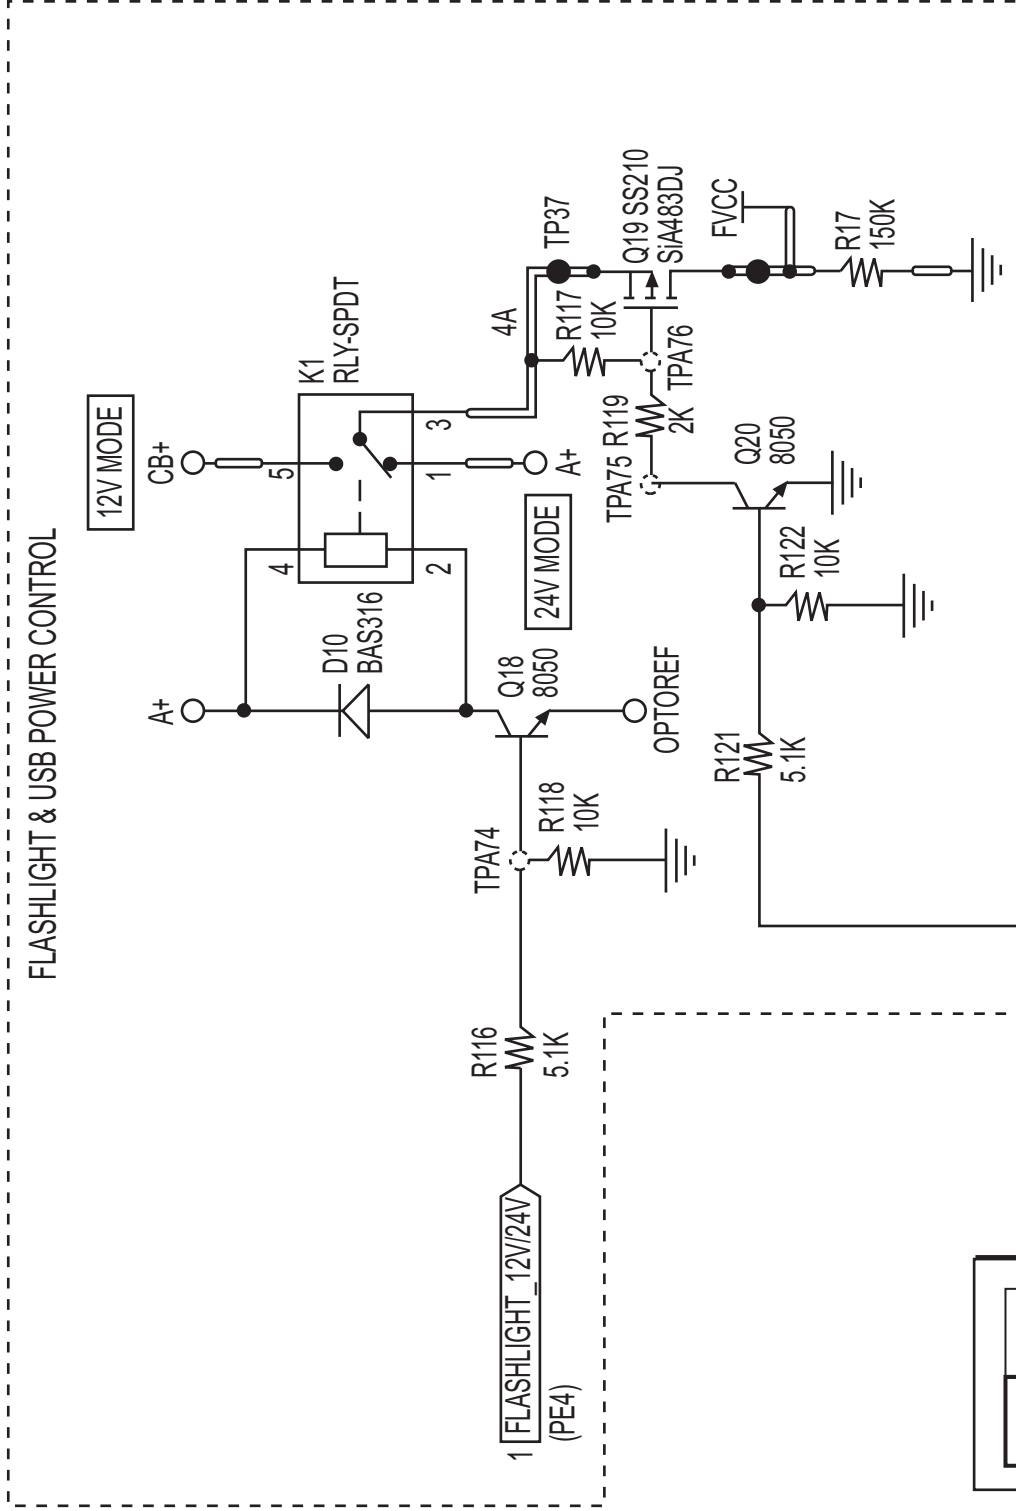 FLASHLIGHT & USB POWER CONTROL
12V MODE
CB+
K1
RLY-SPDT
5
4
3
1
2
4A
TP37
Q19 SS210
SiA483DJ
FVCC
R17
150K
R117
10K
TPA76
R119
2K
TPA75
A+
24V MODE
Q20
8050
R122
10K
R121
5.1K
A+
D10
BAS316
Q18
8050
OPTOREF
TPA74
R118
10K
R116
5.1K
1 FLASHLIGHT_12V/24V
(PE4)